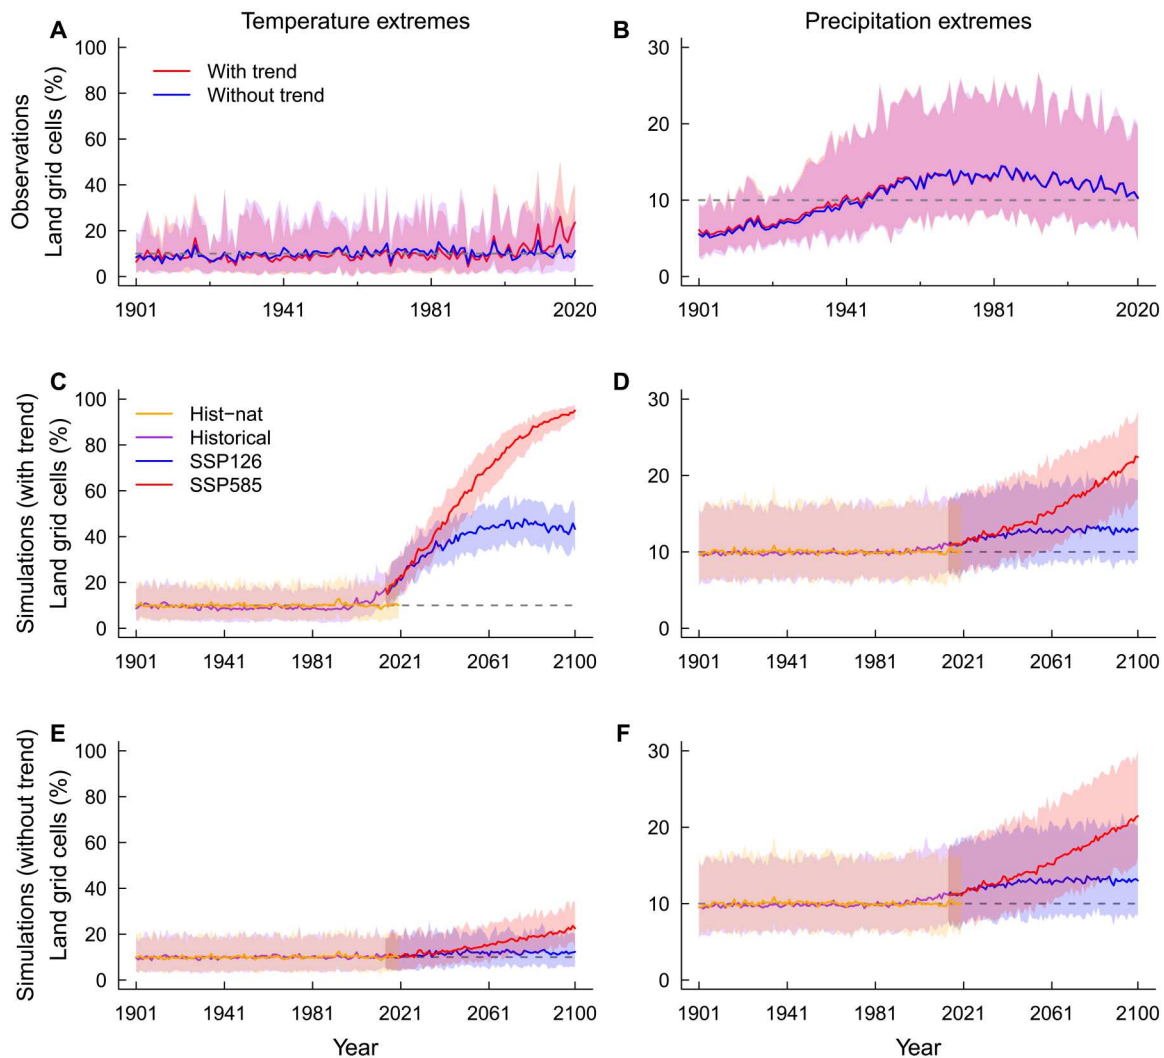 Temperature extremes
Precipitation extremes
A
B
Observations
Land grid cells (%)
100
80
60
40
20
0
With trend
Without trend
1901
1941
1981
2020
30
20
10
0
1901
1941
1981
2020
C
D
Simulations (with trend)
Land grid cells (%)
100
80
60
40
20
0
Hist−nat
Historical
SSP126
SSP585
1901
1941
1981
2021
2061
2100
30
20
10
0
1901
1941
1981
2021
2061
2100
E
F
Simulations (without trend)
Land grid cells (%)
100
80
60
40
20
0
1901
1941
1981
2021
2061
2100
Year
30
20
10
0
1901
1941
1981
2021
2061
2100
Year